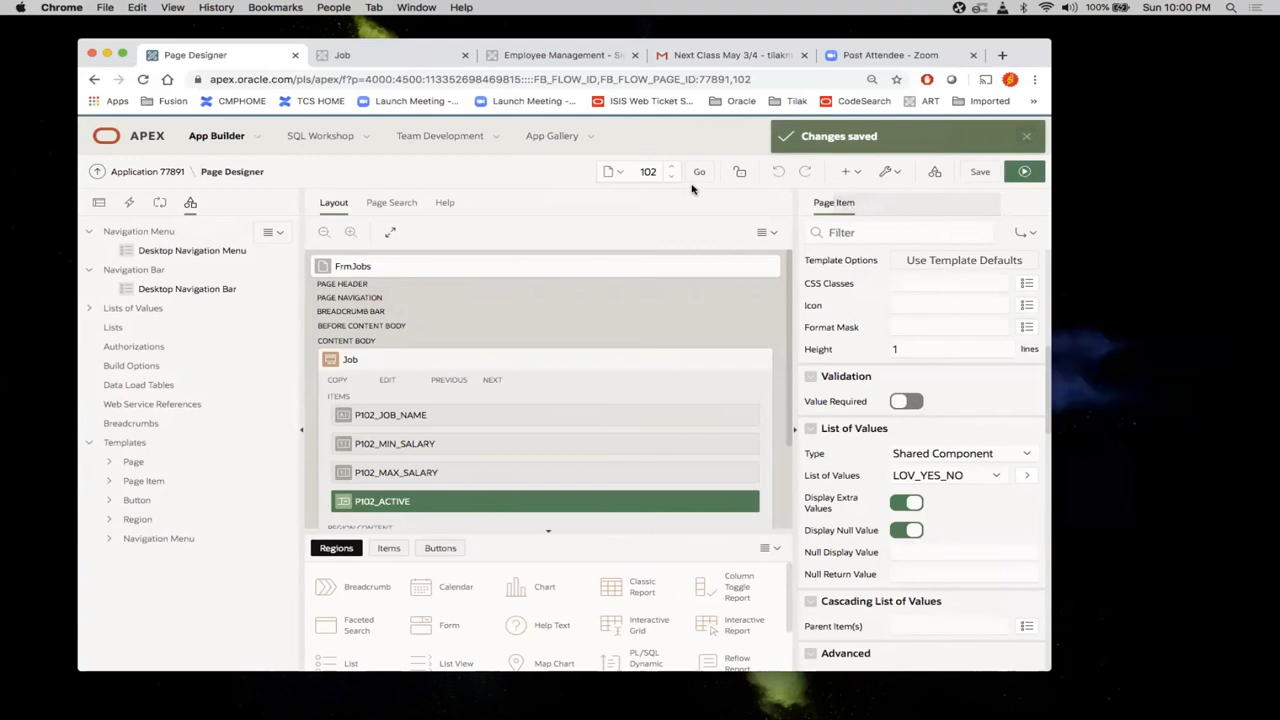 Chrome File Edit View History Bookmarks People Tab Window Help 100% Sun 10:00 PM
Page Designer × Job × Employee Management - Si × Next Class May 3/4 - tilakm × Post Attendee - Zoom × +
apex.oracle.com/pls/apex/f?p=4000:4500:113352698469815::::FB_FLOW_ID,FB_FLOW_PAGE_ID:77891,102
Apps Fusion CMPHOME TCS HOME Launch Meeting -... Launch Meeting -... ISIS Web Ticket S... Oracle Tilak CodeSearch ART Imported »
APEX App Builder SQL Workshop Team Development App Gallery Changes saved
Application 77891 \ Page Designer 102 Go Save
Layout Page Search Help Page Item
Navigation Menu
Desktop Navigation Menu
Navigation Bar
Desktop Navigation Bar
Lists of Values
Lists
Authorizations
Build Options
Data Load Tables
Web Service References
Breadcrumbs
Templates
Page
Page Item
Button
Region
Navigation Menu
FrmJobs
PAGE HEADER
PAGE NAVIGATION
BREADCRUMB BAR
BEFORE CONTENT BODY
CONTENT BODY
Job
COPY EDIT PREVIOUS NEXT
ITEMS
P102_JOB_NAME
P102_MIN_SALARY
P102_MAX_SALARY
P102_ACTIVE
REGION CONTENT
Regions Items Buttons
Breadcrumb Calendar Chart Classic Report Column Toggle Report
Faceted Search Form Help Text Interactive Grid Interactive Report
List List View Map Chart PL/SQL Dynamic Reflow Report
Filter
Template Options Use Template Defaults
CSS Classes
Icon
Format Mask
Height 1 lines
Validation
Value Required
List of Values
Type Shared Component
List of Values LOV_YES_NO
Display Extra Values
Display Null Value
Null Display Value
Null Return Value
Cascading List of Values
Parent Item(s)
Advanced